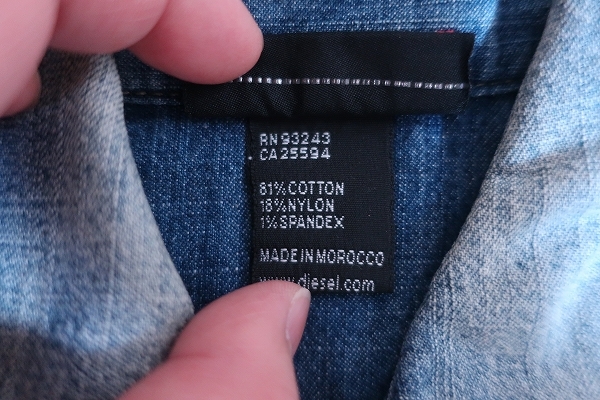 RN 93243
CA 25594
81% COTTON
18% NYLON
1% SPANDEX
MADE IN MOROCCO
www.diesel.com